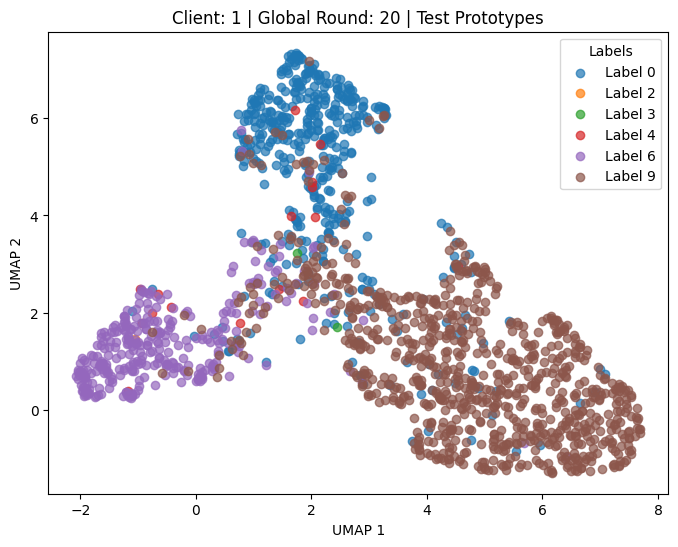 Client: 1 | Global Round: 20 | Test Prototypes
Labels
Label 0
Label 2
Label 3
Label 4
Label 6
Label 9
UMAP 2
6
4
2
0
−2
0
2
4
6
8
UMAP 1